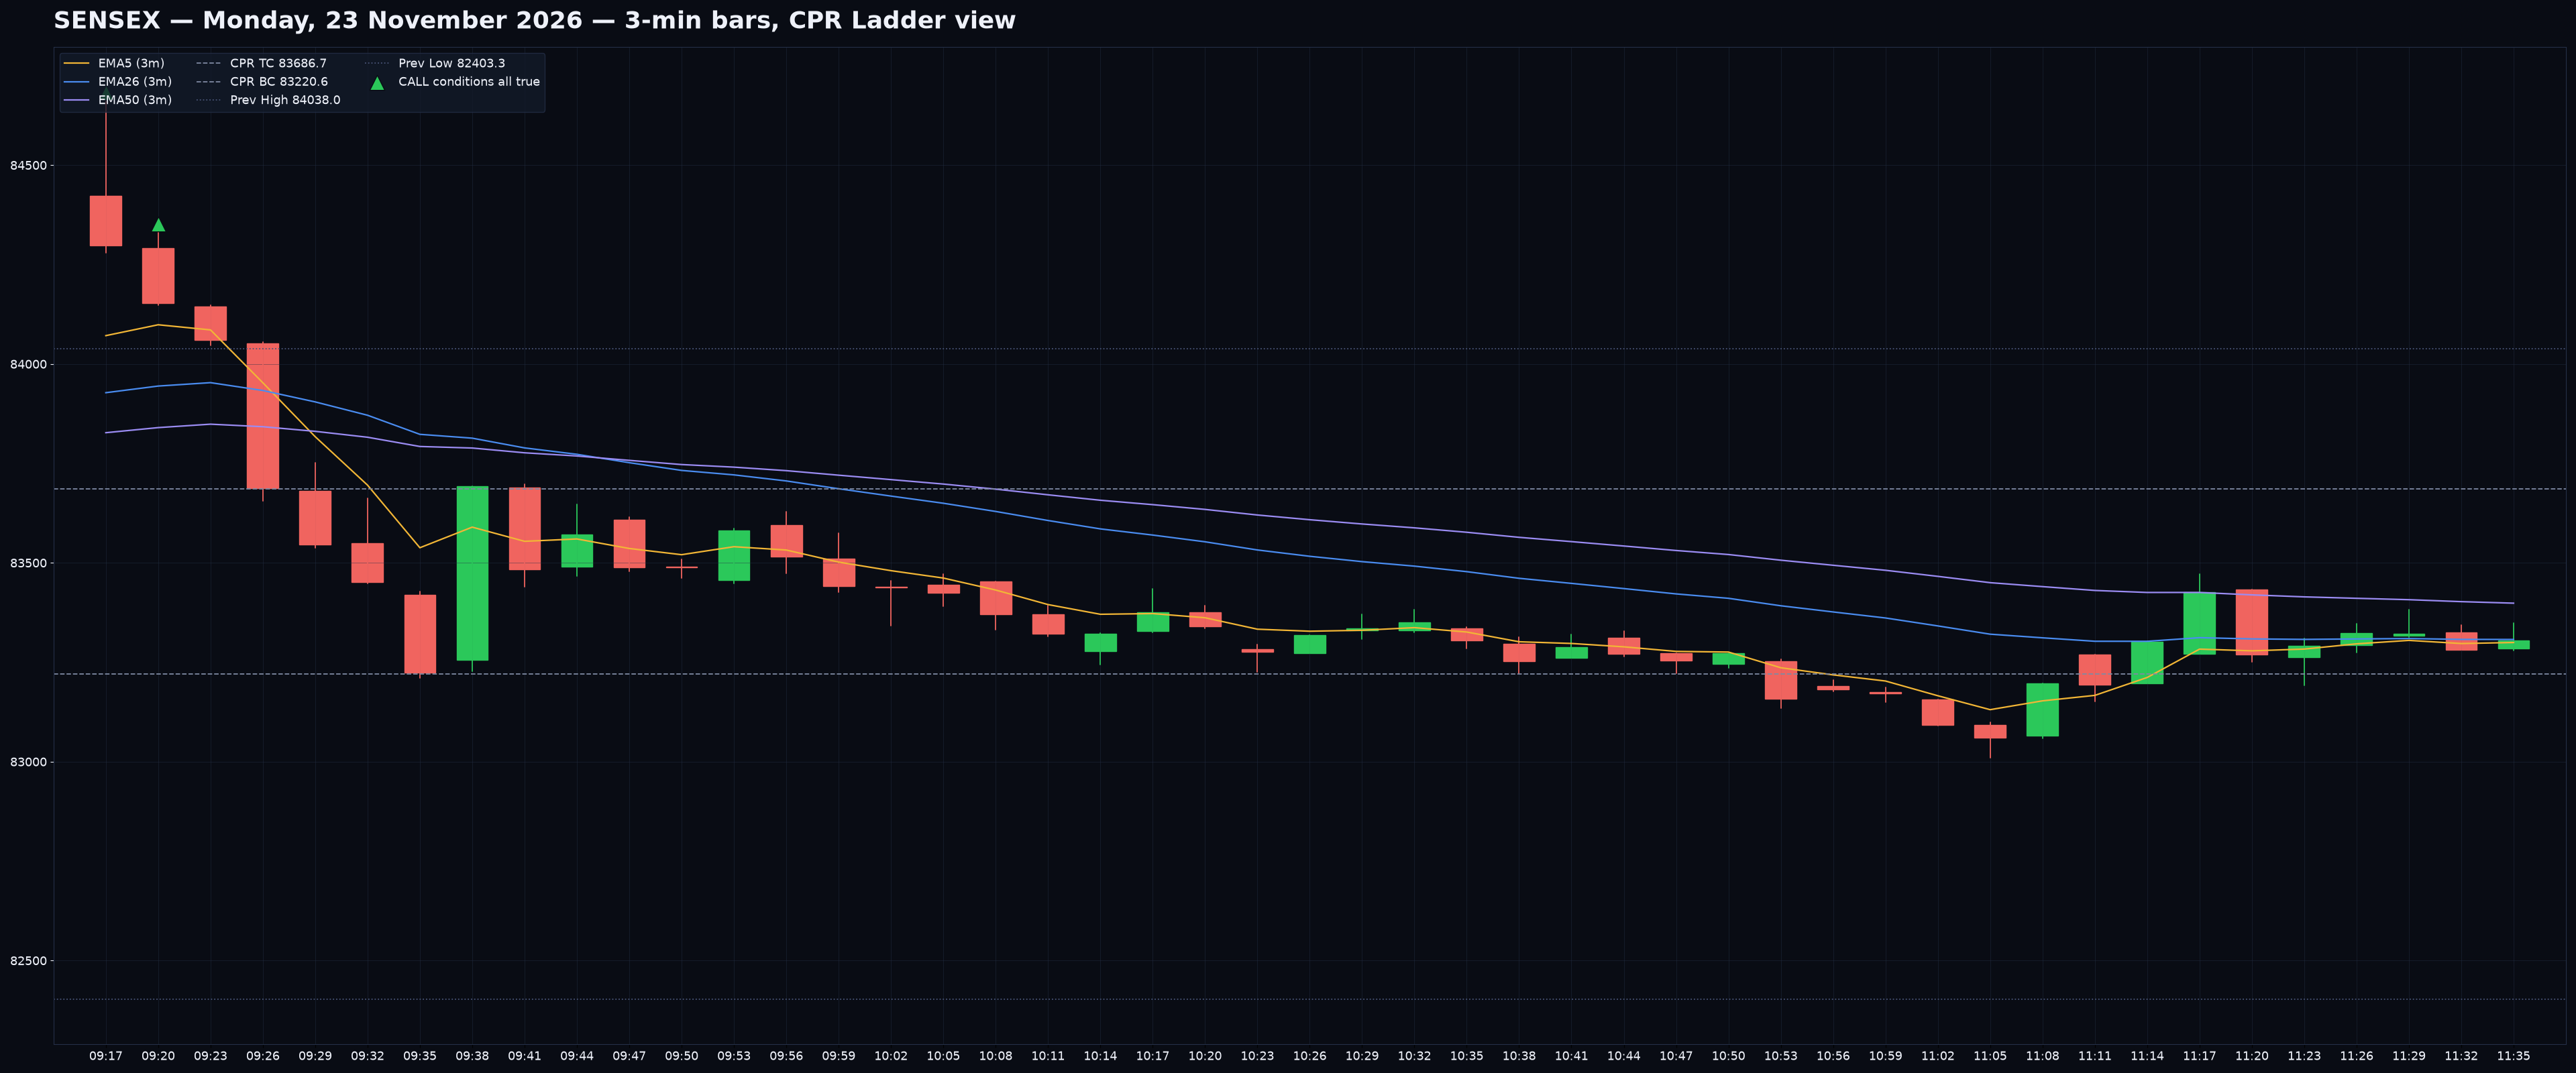 SENSEX — Monday, 23 November 2026 — 3-min bars, CPR Ladder view
EMA5 (3m)
EMA26 (3m)
EMA50 (3m)
CPR TC 83686.7
CPR BC 83220.6
Prev High 84038.0
Prev Low 82403.3
CALL conditions all true
84500
84000
83500
83000
82500
09:17 09:20 09:23 09:26 09:29 09:32 09:35 09:38 09:41 09:44 09:47 09:50 09:53 09:56 09:59 10:02 10:05 10:08 10:11 10:14 10:17 10:20 10:23 10:26 10:29 10:32 10:35 10:38 10:41 10:44 10:47 10:50 10:53 10:56 10:59 11:02 11:05 11:08 11:11 11:14 11:17 11:20 11:23 11:26 11:29 11:32 11:35